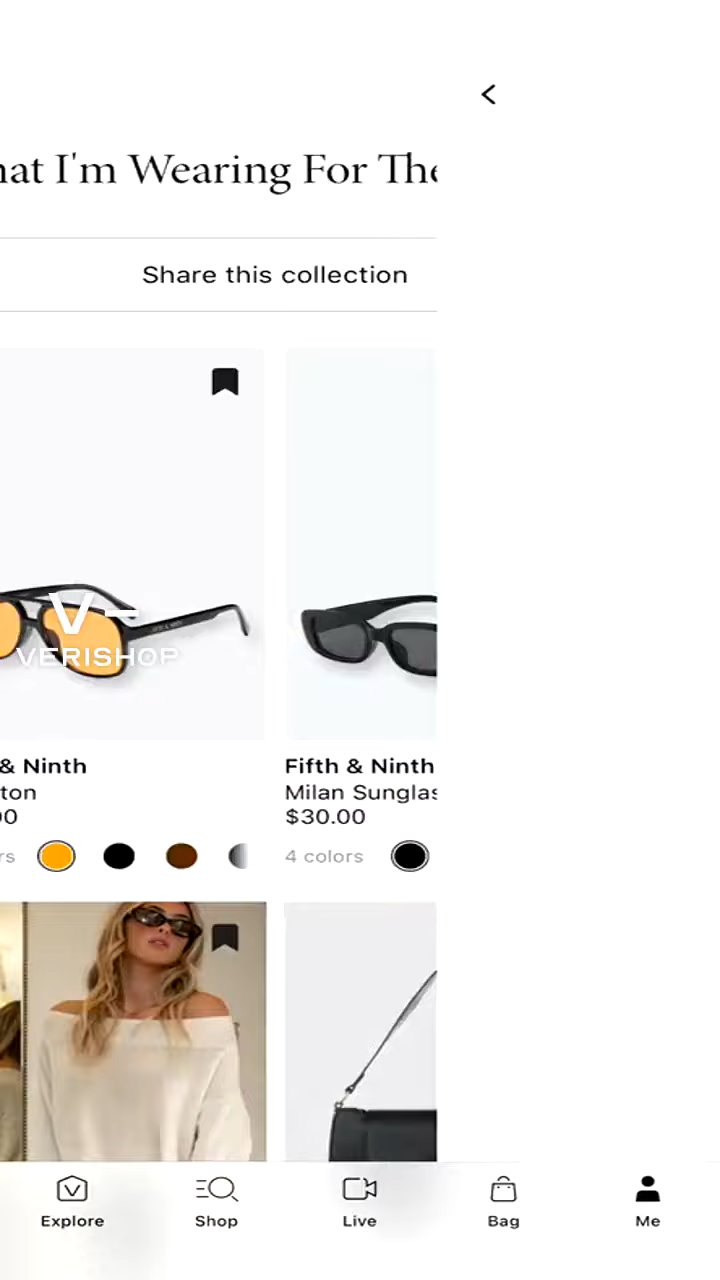 hat I'm Wearing For The
Share this collection
V-
VERISHOP
& Ninth
ton
00
rs
Fifth & Ninth
Milan Sunglas
$30.00
4 colors
Explore
Shop
Live
Bag
Me